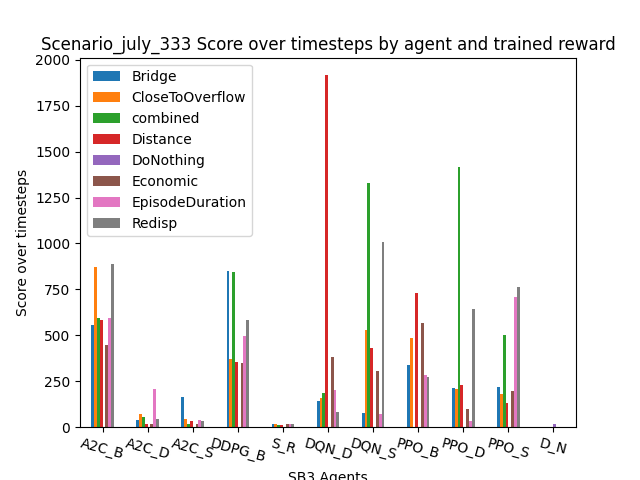 Scenario_july_333 Score over timesteps by agent and trained reward
Score over timesteps
2000
1750
1500
1250
1000
750
500
250
0
Bridge
CloseToOverflow
combined
Distance
DoNothing
Economic
EpisodeDuration
Redisp
A2C_B
A2C_D
A2C_S
DDPG_B
S_R
DQN_D
DQN_S
PPO_B
PPO_D
PPO_S
D_N
SB3 Agents